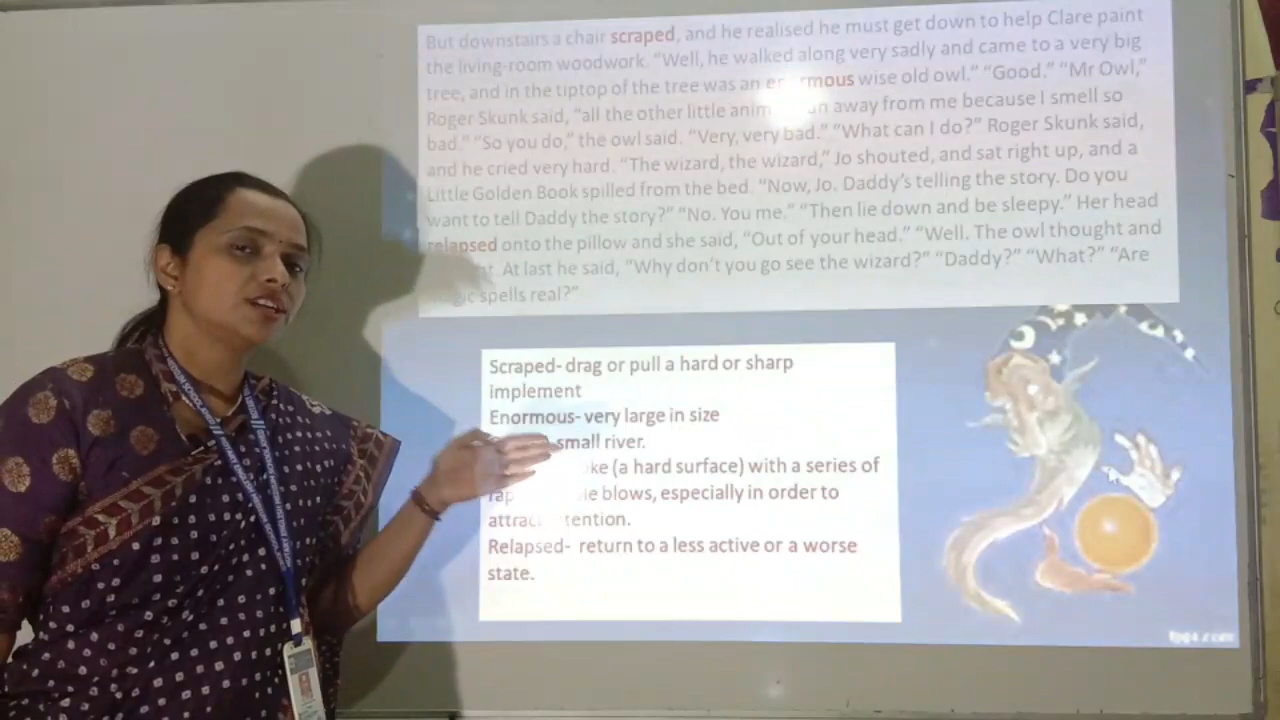 But downstairs a chair scraped, and he realised he must get down to help Clare paint
the living-room woodwork. “Well, he walked along very sadly and came to a very big
tree, and in the tiptop of the tree was an enormous wise old owl.” “Good.” “Mr Owl,”
Roger Skunk said, “all the other little away from me because I smell so
bad.” “So you do,” the owl said. “Very, very bad.” “What can I do?” Roger Skunk said,
and he cried very hard. “The wizard, the wizard,” Jo shouted, and sat right up, and a
Little Golden Book spilled from the bed. “Now, Jo. Daddy’s telling the story. Do you
want to tell Daddy the story?” “No. You me.” “Then lie down and be sleepy.” Her head
relapsed onto the pillow and she said, “Out of your head.” “Well. The owl thought and
At last he said, “Why don’t you go see the wizard?” “Daddy?” “What?” “Are
spells real?”
Scraped- drag or pull a hard or sharp
implement
Enormous- very large in size
small river.
(a hard surface) with a series of
blows, especially in order to
attract attention.
Relapsed- return to a less active or a worse
state.
ROTARY ENGLISH MEDIUM SCHOOL